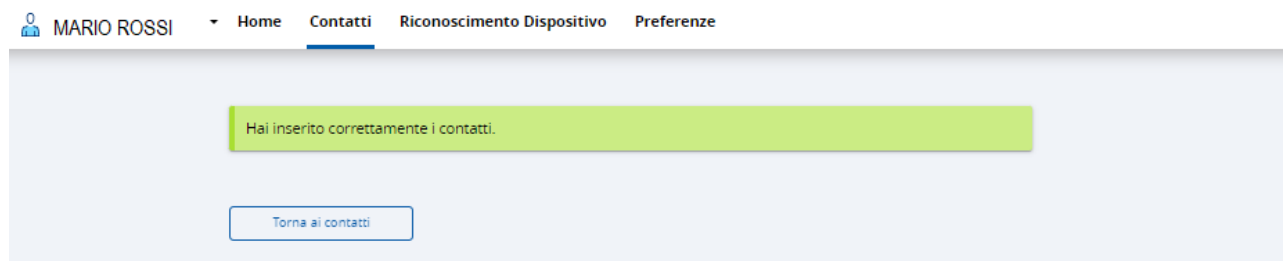 MARIO ROSSI Home Contatti Riconoscimento Dispositivo Preferenze
Hai inserito correttamente i contatti.
Torna ai contatti